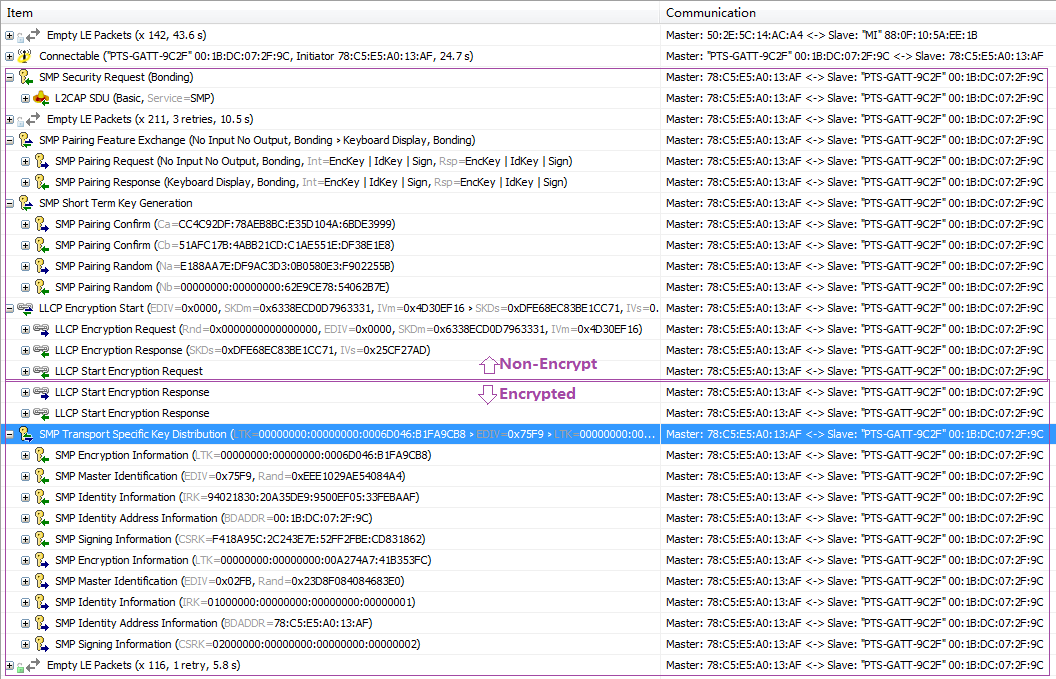 Item Communication
Empty LE Packets (x 142, 43.6 s) Master: 50:2E:5C:14:AC:A4 <-> Slave: "MI" 88:0F:10:5A:EE:1B
Connectable ("PTS-GATT-9C2F" 00:1B:DC:07:2F:9C, Initiator 78:C5:E5:A0:13:AF, 24.7 s) Master: "PTS-GATT-9C2F" 00:1B:DC:07:2F:9C <-> Slave: 78:C5:E5:A0:13:AF
SMP Security Request (Bonding) Master: 78:C5:E5:A0:13:AF <-> Slave: "PTS-GATT-9C2F" 00:1B:DC:07:2F:9C
L2CAP SDU (Basic, Service=SMP) Master: 78:C5:E5:A0:13:AF <-> Slave: "PTS-GATT-9C2F" 00:1B:DC:07:2F:9C
Empty LE Packets (x 211, 3 retries, 10.5 s) Master: 78:C5:E5:A0:13:AF <-> Slave: "PTS-GATT-9C2F" 00:1B:DC:07:2F:9C
SMP Pairing Feature Exchange (No Input No Output, Bonding > Keyboard Display, Bonding) Master: 78:C5:E5:A0:13:AF <-> Slave: "PTS-GATT-9C2F" 00:1B:DC:07:2F:9C
SMP Pairing Request (No Input No Output, Bonding, Int=EncKey | IdKey | Sign, Rsp=EncKey | IdKey | Sign) Master: 78:C5:E5:A0:13:AF <-> Slave: "PTS-GATT-9C2F" 00:1B:DC:07:2F:9C
SMP Pairing Response (Keyboard Display, Bonding, Int=EncKey | IdKey | Sign, Rsp=EncKey | IdKey | Sign) Master: 78:C5:E5:A0:13:AF <-> Slave: "PTS-GATT-9C2F" 00:1B:DC:07:2F:9C
SMP Short Term Key Generation Master: 78:C5:E5:A0:13:AF <-> Slave: "PTS-GATT-9C2F" 00:1B:DC:07:2F:9C
SMP Pairing Confirm (Ca=CC4C92DF:78AEB8BC:E35D104A:6BDE3999) Master: 78:C5:E5:A0:13:AF <-> Slave: "PTS-GATT-9C2F" 00:1B:DC:07:2F:9C
SMP Pairing Confirm (Cb=51AFC17B:4ABB21CD:C1AE551E:DF38E1E8) Master: 78:C5:E5:A0:13:AF <-> Slave: "PTS-GATT-9C2F" 00:1B:DC:07:2F:9C
SMP Pairing Random (Na=E188AA7E:DF9AC3D3:0B0580E3:F902255B) Master: 78:C5:E5:A0:13:AF <-> Slave: "PTS-GATT-9C2F" 00:1B:DC:07:2F:9C
SMP Pairing Random (Nb=00000000:00000000:62E9CE78:54062B7E) Master: 78:C5:E5:A0:13:AF <-> Slave: "PTS-GATT-9C2F" 00:1B:DC:07:2F:9C
LLCP Encryption Start (EDIV=0x0000, SKDm=0x6338ECD0D7963331, IVm=0x4D30EF16 > SKDs=0xDFE68EC83BE1CC71, IVs=0... Master: 78:C5:E5:A0:13:AF <-> Slave: "PTS-GATT-9C2F" 00:1B:DC:07:2F:9C
LLCP Encryption Request (Rnd=0x0000000000000000, EDIV=0x0000, SKDm=0x6338ECD0D7963331, IVm=0x4D30EF16) Master: 78:C5:E5:A0:13:AF <-> Slave: "PTS-GATT-9C2F" 00:1B:DC:07:2F:9C
LLCP Encryption Response (SKDs=0xDFE68EC83BE1CC71, IVs=0x25CF27AD) Master: 78:C5:E5:A0:13:AF <-> Slave: "PTS-GATT-9C2F" 00:1B:DC:07:2F:9C
Non-Encrypt
LLCP Start Encryption Request Master: 78:C5:E5:A0:13:AF <-> Slave: "PTS-GATT-9C2F" 00:1B:DC:07:2F:9C
LLCP Start Encryption Response Master: 78:C5:E5:A0:13:AF <-> Slave: "PTS-GATT-9C2F" 00:1B:DC:07:2F:9C
Encrypted
LLCP Start Encryption Response Master: 78:C5:E5:A0:13:AF <-> Slave: "PTS-GATT-9C2F" 00:1B:DC:07:2F:9C
SMP Transport Specific Key Distribution (LTK=00000000:00000000:0006D046:B1FA9CB8 > EDIV=0x75F9 > LTK=00000000:00... Master: 78:C5:E5:A0:13:AF <-> Slave: "PTS-GATT-9C2F" 00:1B:DC:07:2F:9C
SMP Encryption Information (LTK=00000000:00000000:0006D046:B1FA9CB8) Master: 78:C5:E5:A0:13:AF <-> Slave: "PTS-GATT-9C2F" 00:1B:DC:07:2F:9C
SMP Master Identification (EDIV=0x75F9, Rand=0xEEE1029AE54084A4) Master: 78:C5:E5:A0:13:AF <-> Slave: "PTS-GATT-9C2F" 00:1B:DC:07:2F:9C
SMP Identity Information (IRK=94021830:20A35DE9:9500EF05:33FEBAAF) Master: 78:C5:E5:A0:13:AF <-> Slave: "PTS-GATT-9C2F" 00:1B:DC:07:2F:9C
SMP Identity Address Information (BDADDR=00:1B:DC:07:2F:9C) Master: 78:C5:E5:A0:13:AF <-> Slave: "PTS-GATT-9C2F" 00:1B:DC:07:2F:9C
SMP Signing Information (CSRK=F418A95C:2C243E7E:52FF2FBE:CD831862) Master: 78:C5:E5:A0:13:AF <-> Slave: "PTS-GATT-9C2F" 00:1B:DC:07:2F:9C
SMP Encryption Information (LTK=00000000:00000000:00A274A7:41B353FC) Master: 78:C5:E5:A0:13:AF <-> Slave: "PTS-GATT-9C2F" 00:1B:DC:07:2F:9C
SMP Master Identification (EDIV=0x02FB, Rand=0x23D8F084084683E0) Master: 78:C5:E5:A0:13:AF <-> Slave: "PTS-GATT-9C2F" 00:1B:DC:07:2F:9C
SMP Identity Information (IRK=01000000:00000000:00000000:00000001) Master: 78:C5:E5:A0:13:AF <-> Slave: "PTS-GATT-9C2F" 00:1B:DC:07:2F:9C
SMP Identity Address Information (BDADDR=78:C5:E5:A0:13:AF) Master: 78:C5:E5:A0:13:AF <-> Slave: "PTS-GATT-9C2F" 00:1B:DC:07:2F:9C
SMP Signing Information (CSRK=02000000:00000000:00000000:00000002) Master: 78:C5:E5:A0:13:AF <-> Slave: "PTS-GATT-9C2F" 00:1B:DC:07:2F:9C
Empty LE Packets (x 116, 1 retry, 5.8 s) Master: 78:C5:E5:A0:13:AF <-> Slave: "PTS-GATT-9C2F" 00:1B:DC:07:2F:9C